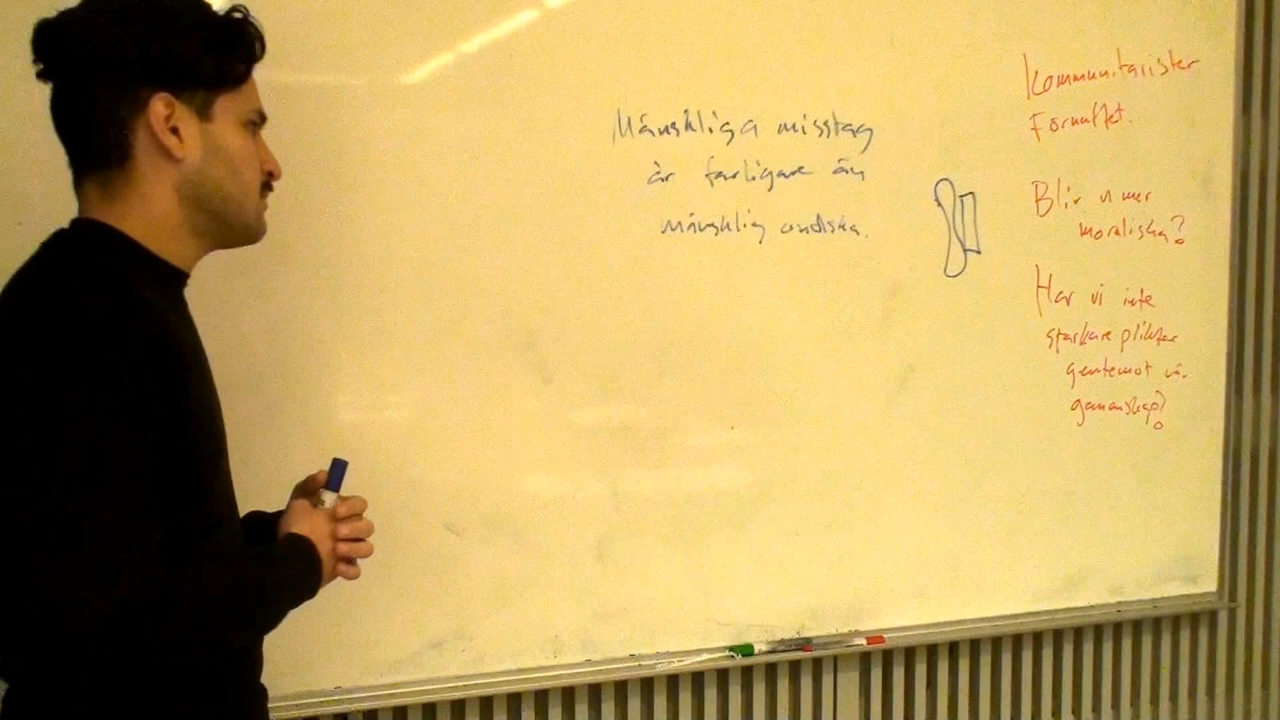 Mänskliga misstag
är farligare än
mänsklig ondska.
Kommunitarister
Förnuftet.
Blir vi mer
moraliska?
Har vi inte
starkare plikter
gentemot vår
gemenskap?